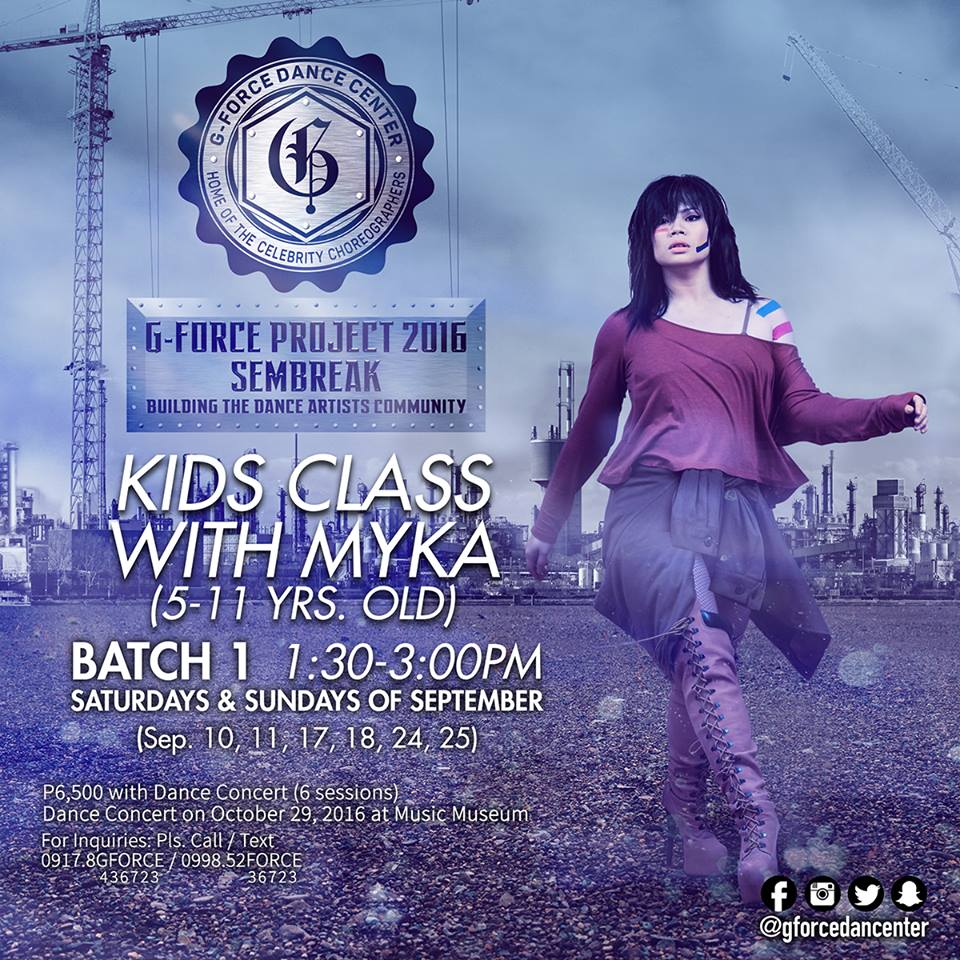 G-FORCE DANCE CENTER
G
HOME OF THE CELEBRITY CHOREOGRAPHERS
G-FORCE PROJECT 2016
SEMBREAK
BUILDING THE DANCE ARTISTS COMMUNITY
KIDS CLASS
WITH MYKA
(5-11 YRS. OLD)
BATCH 1 1:30-3:00PM
SATURDAYS & SUNDAYS OF SEPTEMBER
(Sep. 10, 11, 17, 18, 24, 25)
P6,500 with Dance Concert (6 sessions)
Dance Concert on October 29, 2016 at Music Museum
For Inquiries: Pls. Call / Text
0917.8GFORCE / 0998.52FORCE
436723 36723
@gforcedancenter